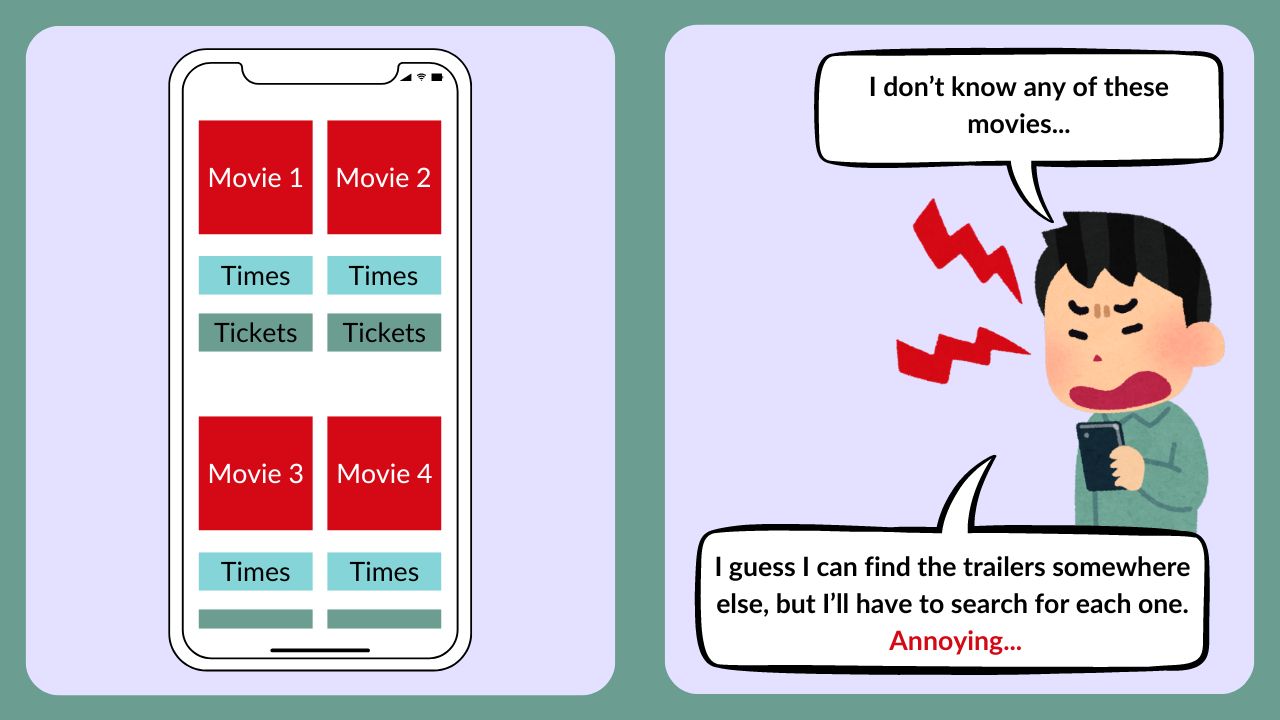 Movie 1
Movie 2
Times
Times
Tickets
Tickets
Movie 3
Movie 4
Times
Times
I don’t know any of these
movies...
I guess I can find the trailers somewhere
else, but I’ll have to search for each one.
Annoying...